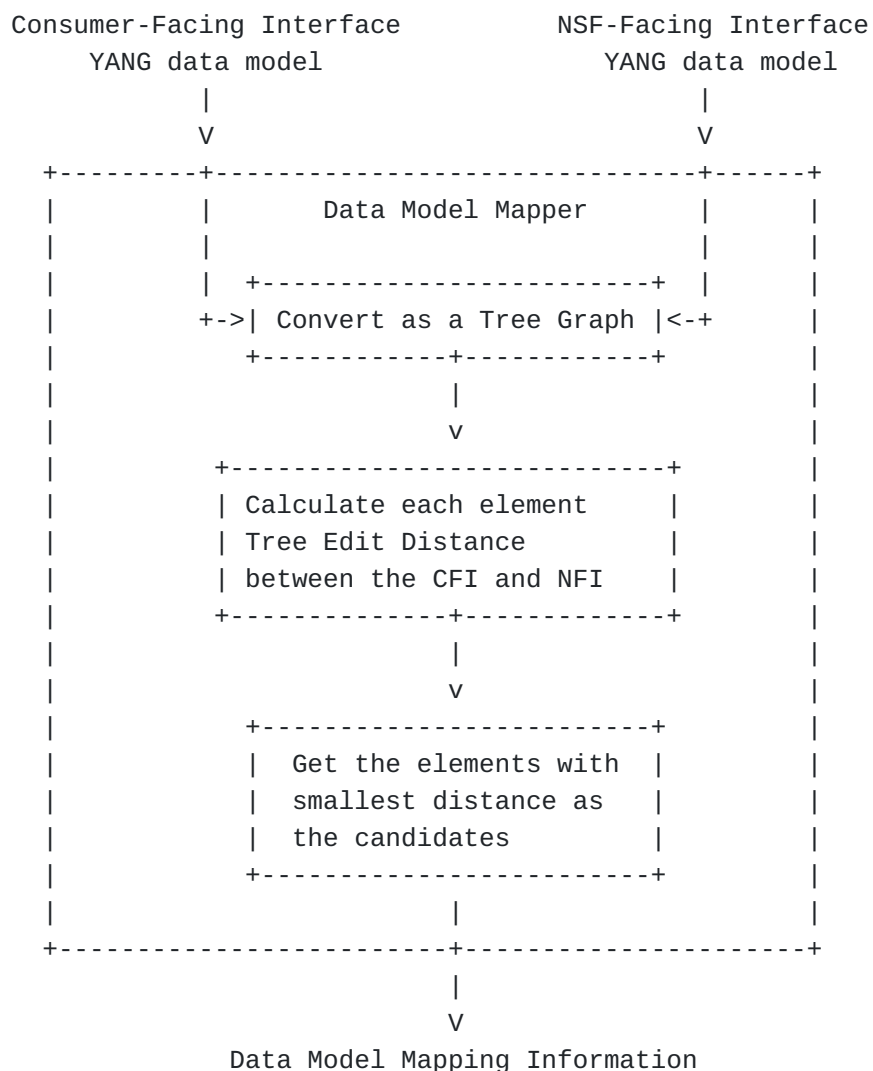 Consumer-Facing Interface NSF-Facing Interface
YANG data model YANG data model
Data Model Mapper
Convert as a Tree Graph
Calculate each element
Tree Edit Distance
between the CFI and NFI
Get the elements with
smallest distance as
the candidates
Data Model Mapping Information